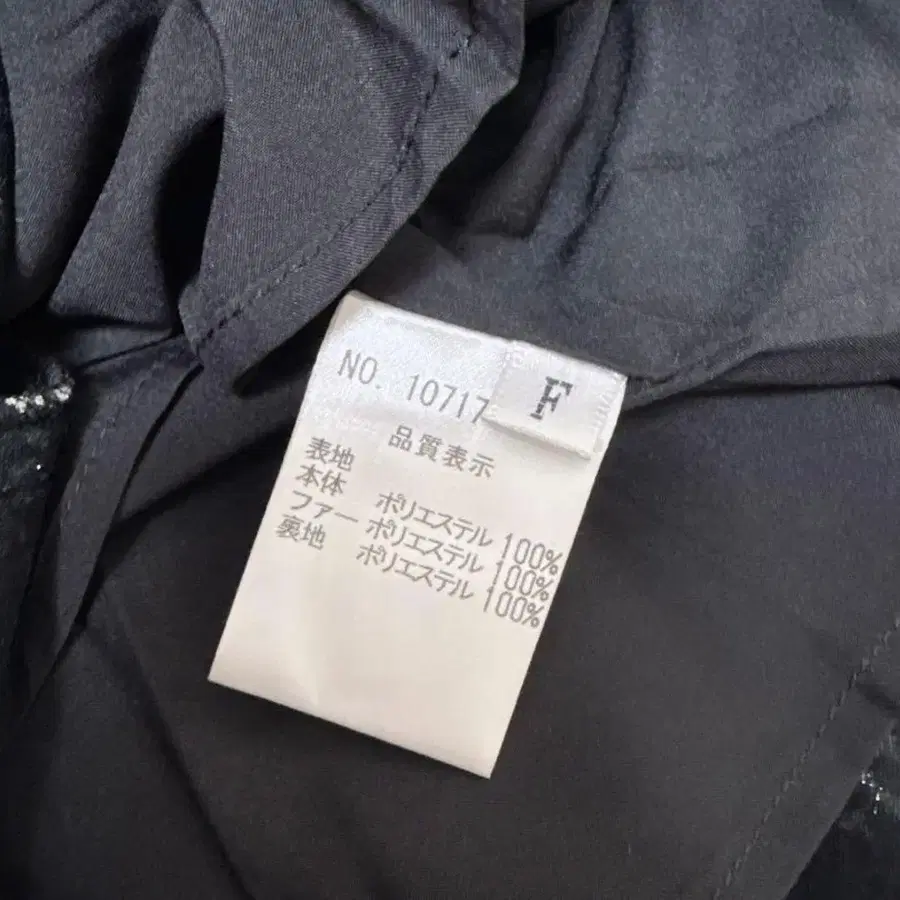 NO. 10717
F
品質表示
表地
本体 ポリエステル 100%
ファー ポリエステル 100%
裏地 ポリエステル 100%